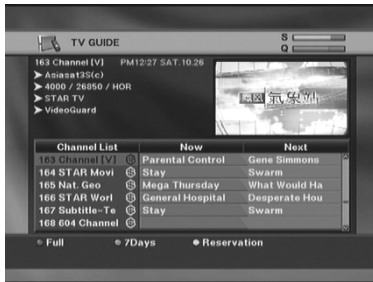 TV GUIDE
S
Q
163 Channel [V] PM12:27 SAT.10.26
Asiasat3S(c)
4000 / 26850 / HOR
STAR TV
VideoGuard
氣象
Channel List Now Next
163 Channel [V] Parental Control Gene Simmons
164 STAR Movi Stay Swarm
165 Nat. Geo Mega Thursday What Would Ha
166 STAR Worl General Hospital Desperate Hou
167 Subtitle-Te Stay Swarm
168 604 Channel
Full 7Days Reservation